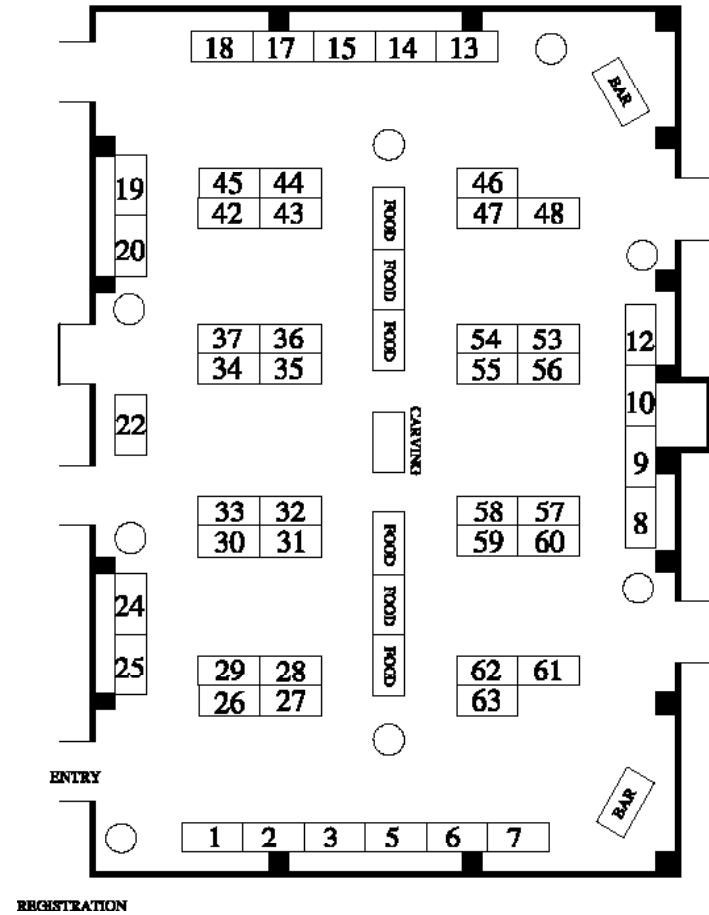 18 17 15 14 13
BAR
19
20
45 44
42 43
46
47 48
FOOD
FOOD
FOOD
37 36
34 35
54 53
55 56
12
10
9
8
22
CARVING
33 32
30 31
58 57
59 60
FOOD
FOOD
FOOD
24
25
29 28
26 27
62 61
63
ENTRY
BAR
1 2 3 5 6 7
REGISTRATION